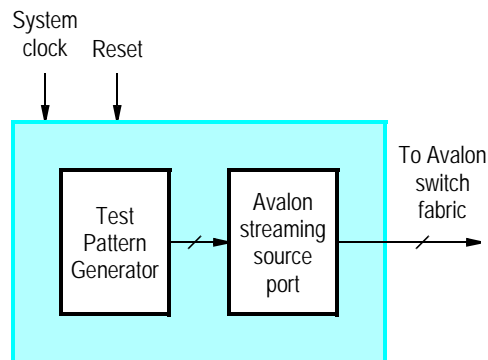 System
clock
Reset
To Avalon
switch
fabric
Test
Pattern
Generator
Avalon
streaming
source
port